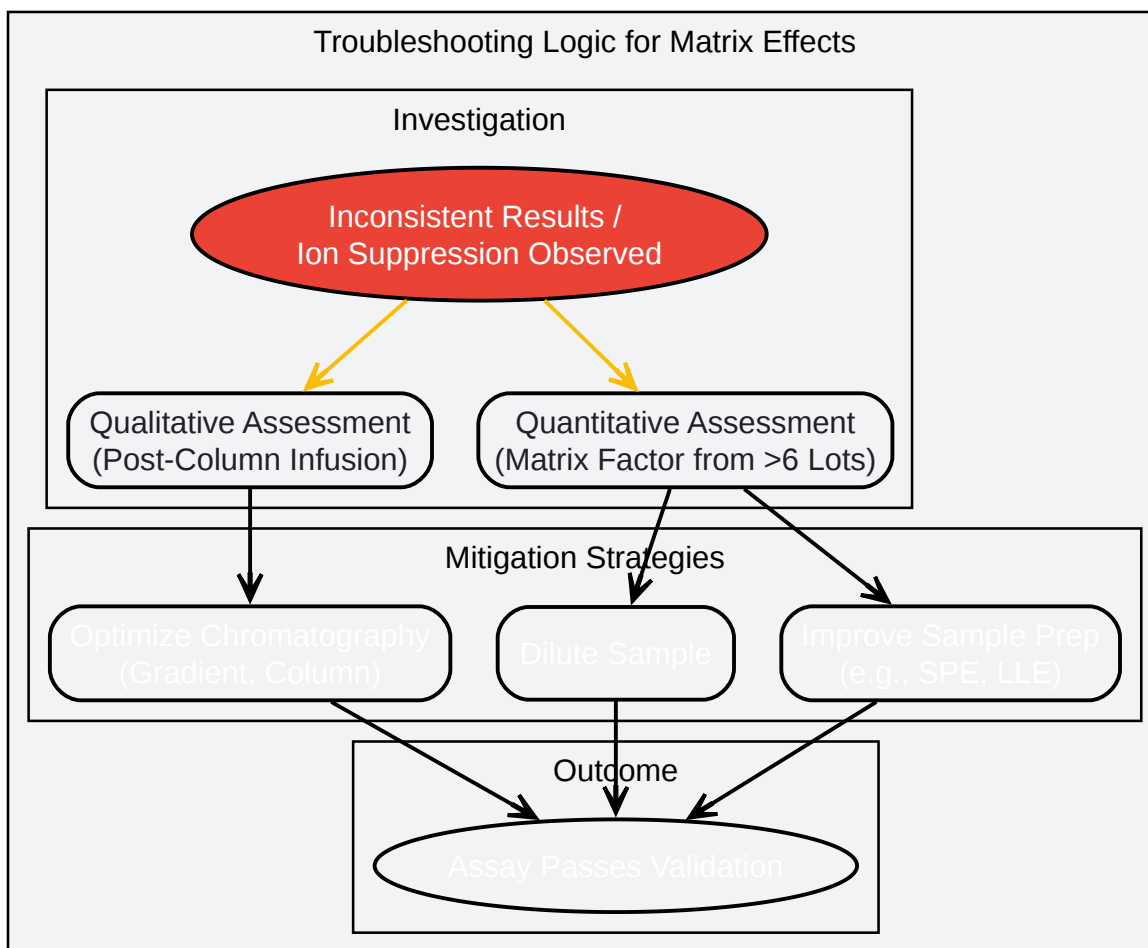 Troubleshooting Logic for Matrix Effects
Investigation
Inconsistent Results /
Ion Suppression Observed
Qualitative Assessment
(Post-Column Infusion)
Quantitative Assessment
(Matrix Factor from >6 Lots)
Mitigation Strategies
Optimize Chromatography
(Gradient, Column)
Dilute Sample
Improve Sample Prep
(e.g., SPE, LLE)
Outcome
Assay Passes Validation